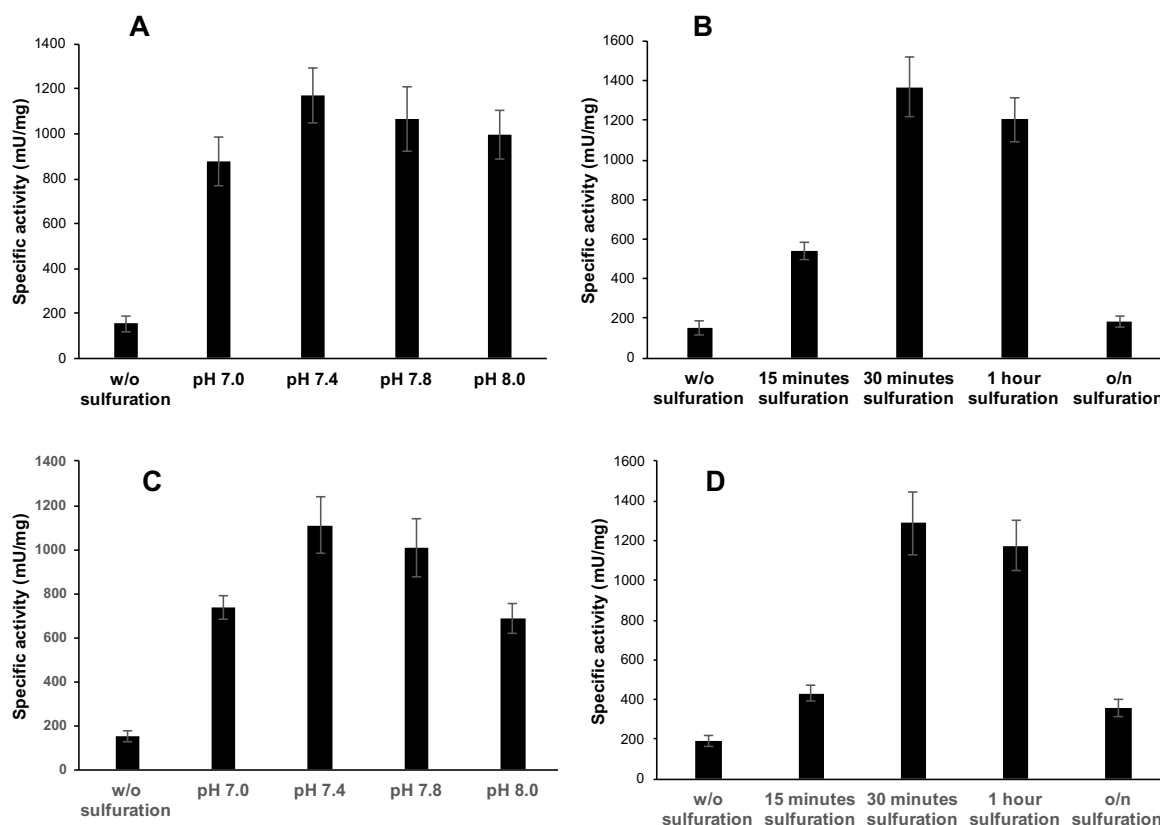 A
Specific activity (mU/mg)
1400
1200
1000
800
600
400
200
0
w/o sulfuration
pH 7.0
pH 7.4
pH 7.8
pH 8.0
B
Specific activity (mU/mg)
1600
1400
1200
1000
800
600
400
200
0
w/o sulfuration
15 minutes sulfuration
30 minutes sulfuration
1 hour sulfuration
o/n sulfuration
C
Specific activity (mU/mg)
1400
1200
1000
800
600
400
200
0
w/o sulfuration
pH 7.0
pH 7.4
pH 7.8
pH 8.0
D
Specific activity (mU/mg)
1600
1400
1200
1000
800
600
400
200
0
w/o sulfuration
15 minutes sulfuration
30 minutes sulfuration
1 hour sulfuration
o/n sulfuration